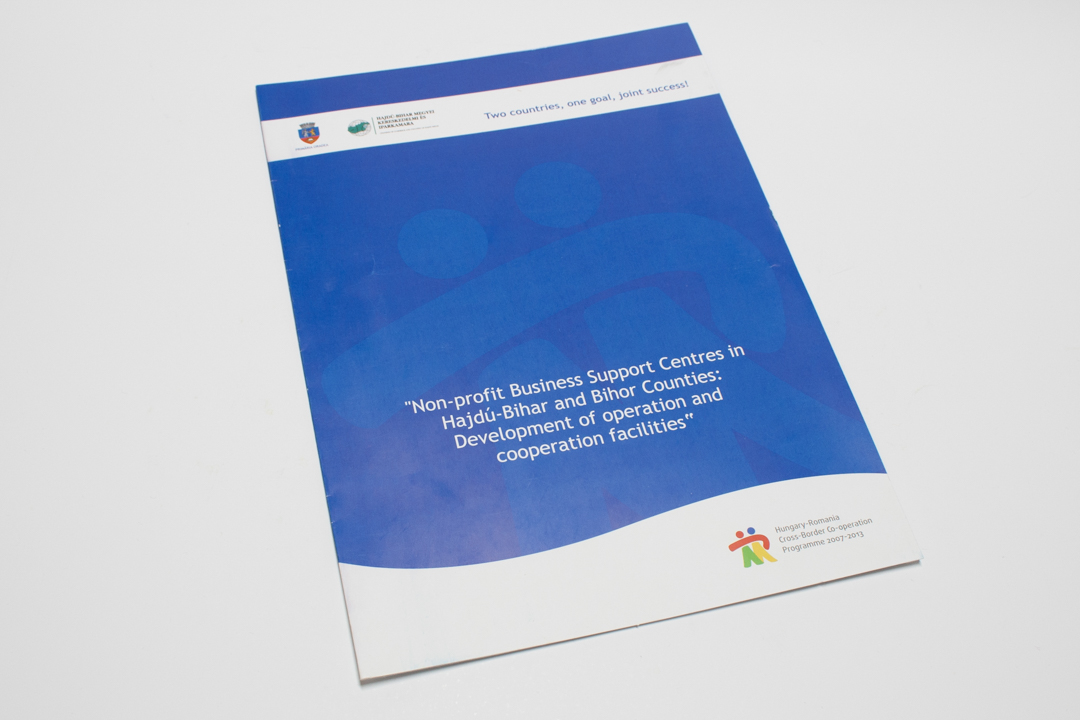 HAJDÚ-BIHAR MEGYEI
KERESKEDELMI ÉS
IPARKAMARA
Two countries, one goal, joint success!
"Non-profit Business Support Centres in
Hajdú-Bihar and Bihor Counties:
Development of operation and
cooperation facilities“
Hungary-Romania
Cross-Border Co-operation
Programme 2007-2013